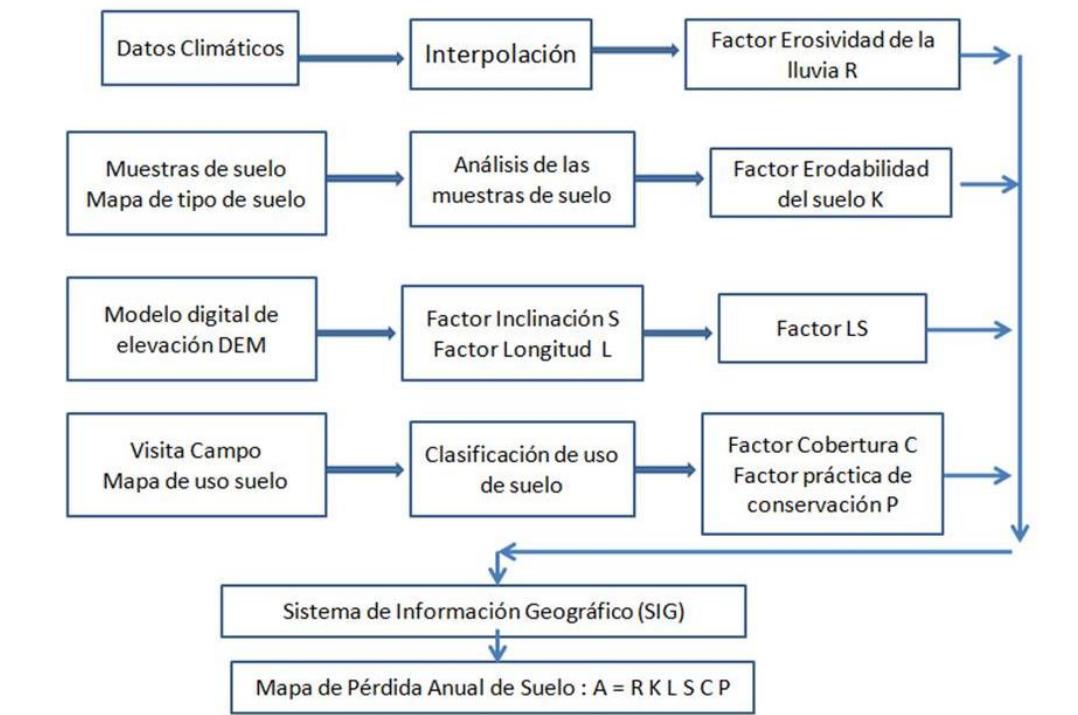 Datos Climáticos
Interpolación
Factor Erosividad de la
lluvia R
Muestras de suelo
Mapa de tipo de suelo
Análisis de las
muestras de suelo
Factor Erodabilidad
del suelo K
Modelo digital de
elevación DEM
Factor Inclinación S
Factor Longitud L
Factor LS
Visita Campo
Mapa de uso suelo
Clasificación de uso
de suelo
Factor Cobertura C
Factor práctica de
conservación P
Sistema de Información Geográfico (SIG)
Mapa de Pérdida Anual de Suelo : A = R K L S C P